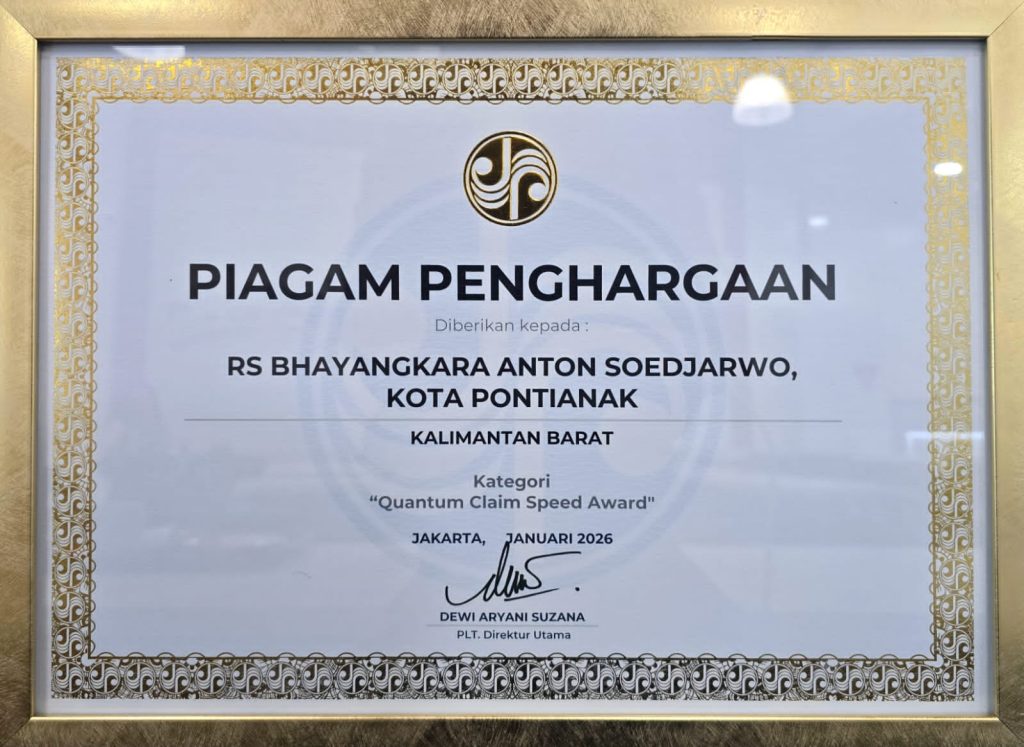 PIAGAM PENGHARGAAN
Diberikan kepada :
RS BHAYANGKARA ANTON SOEDJARWO,
KOTA PONTIANAK
KALIMANTAN BARAT
Kategori
“Quantum Claim Speed Award"
JAKARTA, JANUARI 2026
DEWI ARYANI SUZANA
PLT. Direktur Utama